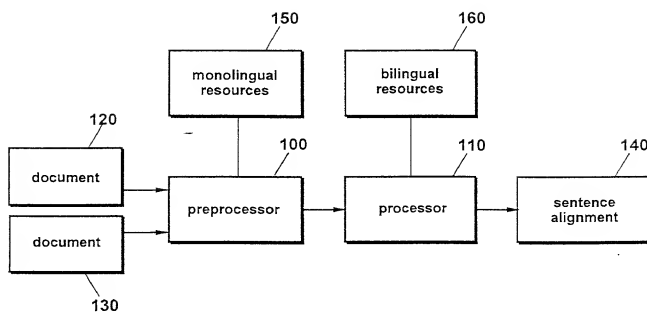 150
160
monolingual
resources
bilingual
resources
120
100
110
140
document
preprocessor
processor
sentence
alignment
document
130